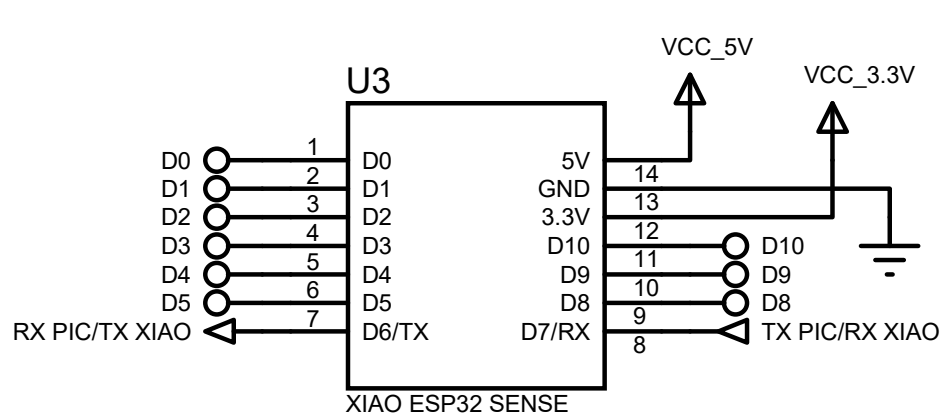 VCC_5V
VCC_3.3V
U3
D0 1 D0 5V 14
D1 2 D1 GND 13
D2 3 D2 3.3V 12
D3 4 D3 D10 11 D10
D4 5 D4 D9 10 D9
D5 6 D5 D8 9 D8
RX PIC/TX XIAO 7 D6/TX D7/RX 8 TX PIC/RX XIAO
XIAO ESP32 SENSE